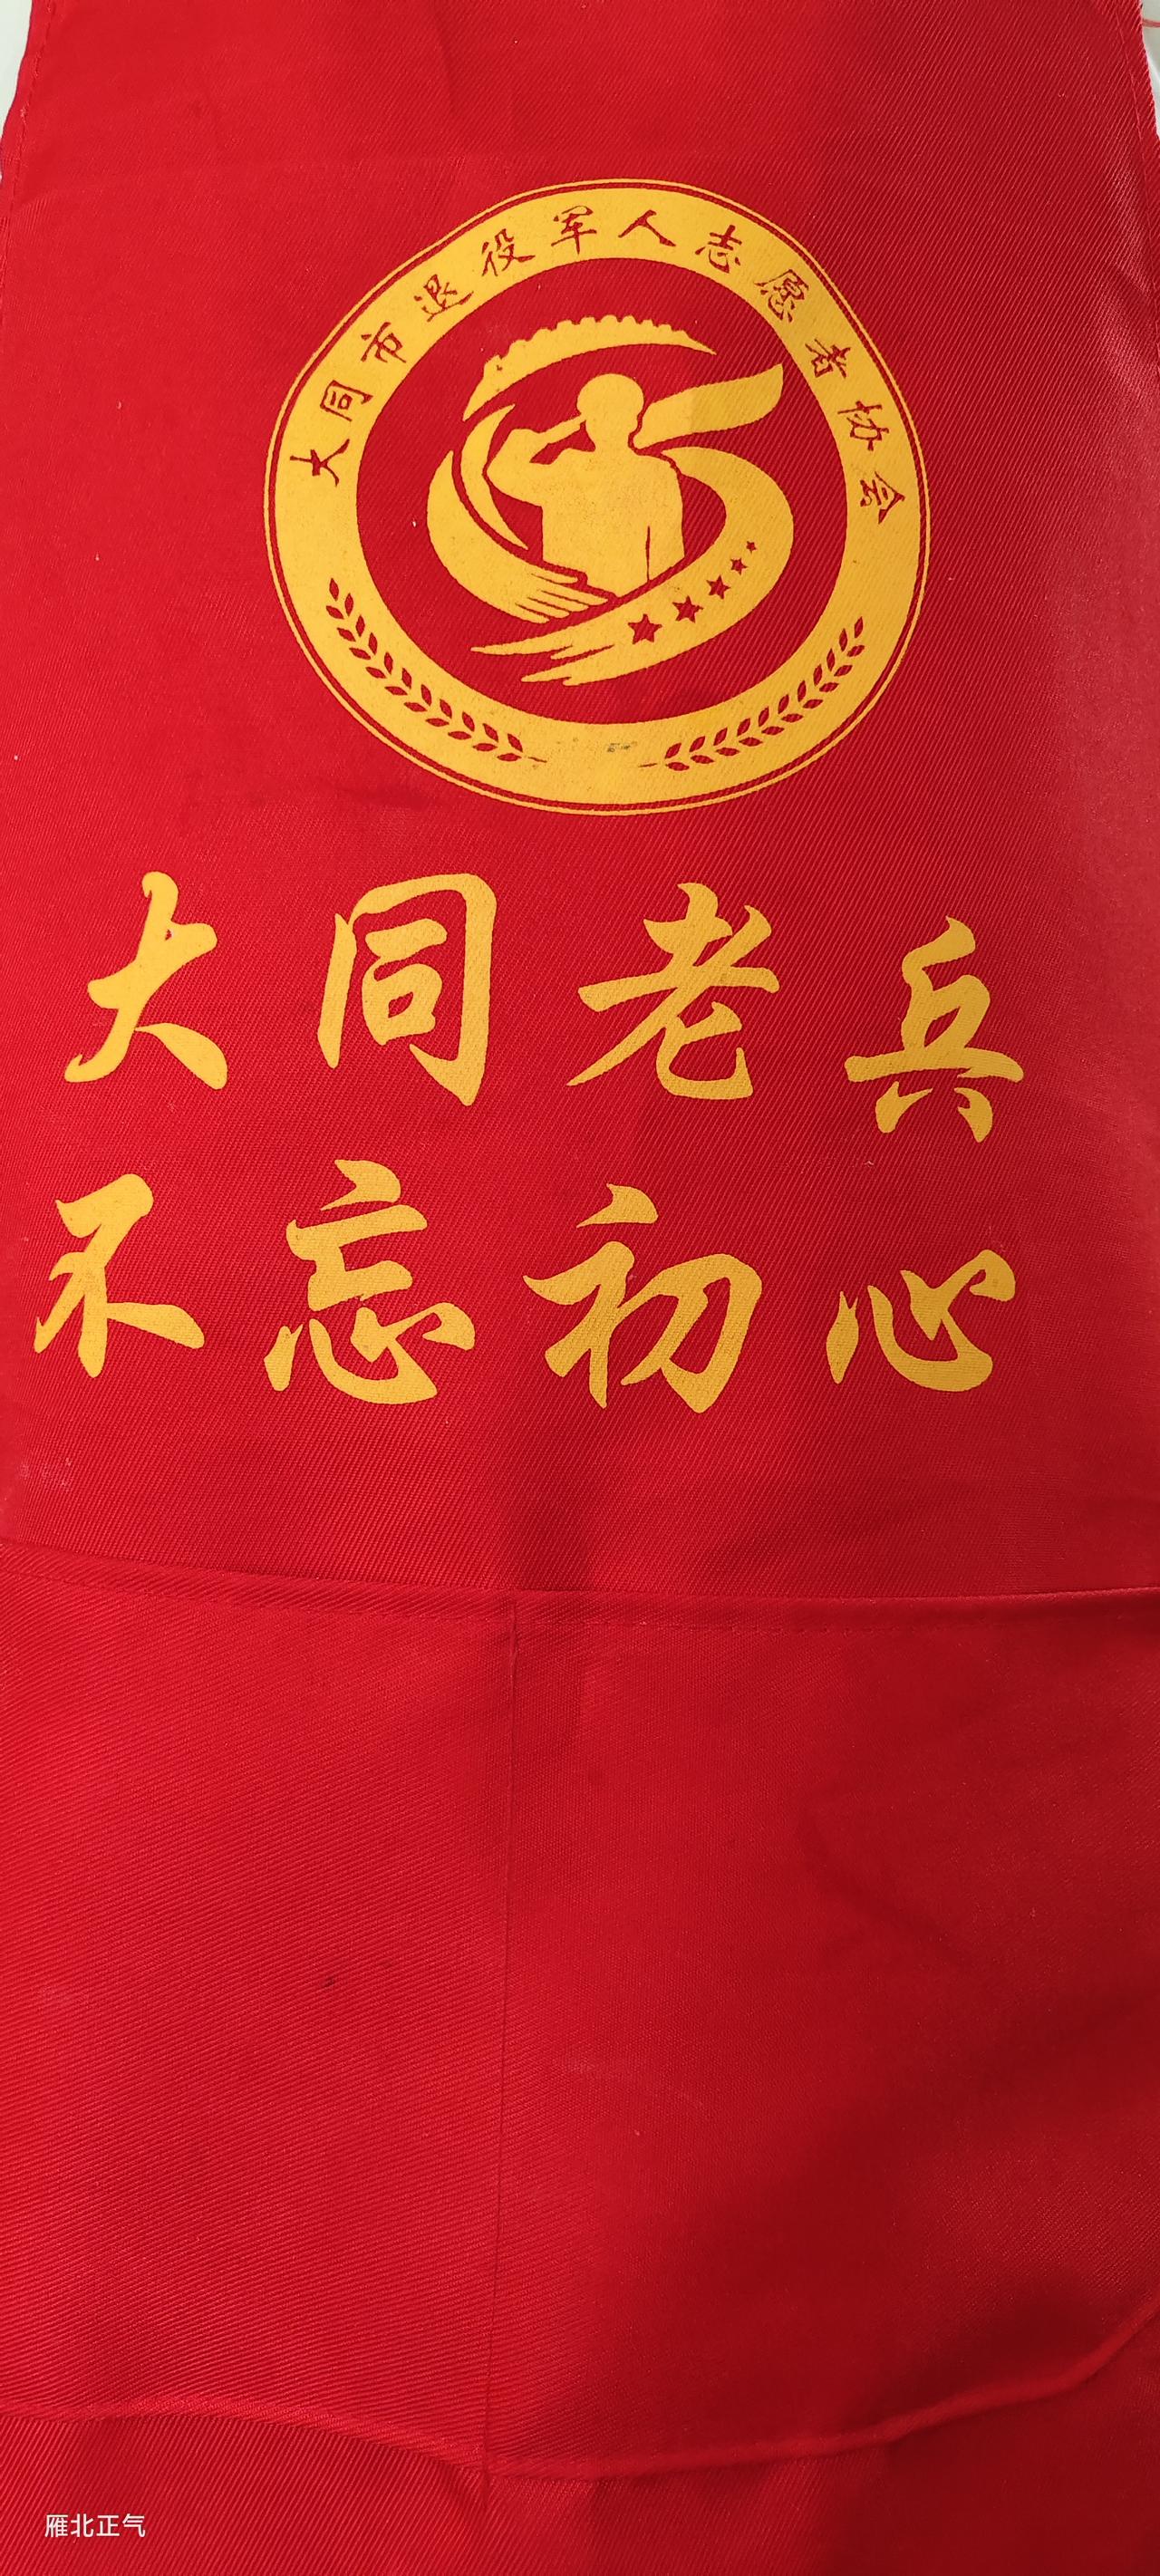 大同市退役军人志愿者协会
大同老兵
不忘初心
雁北正气